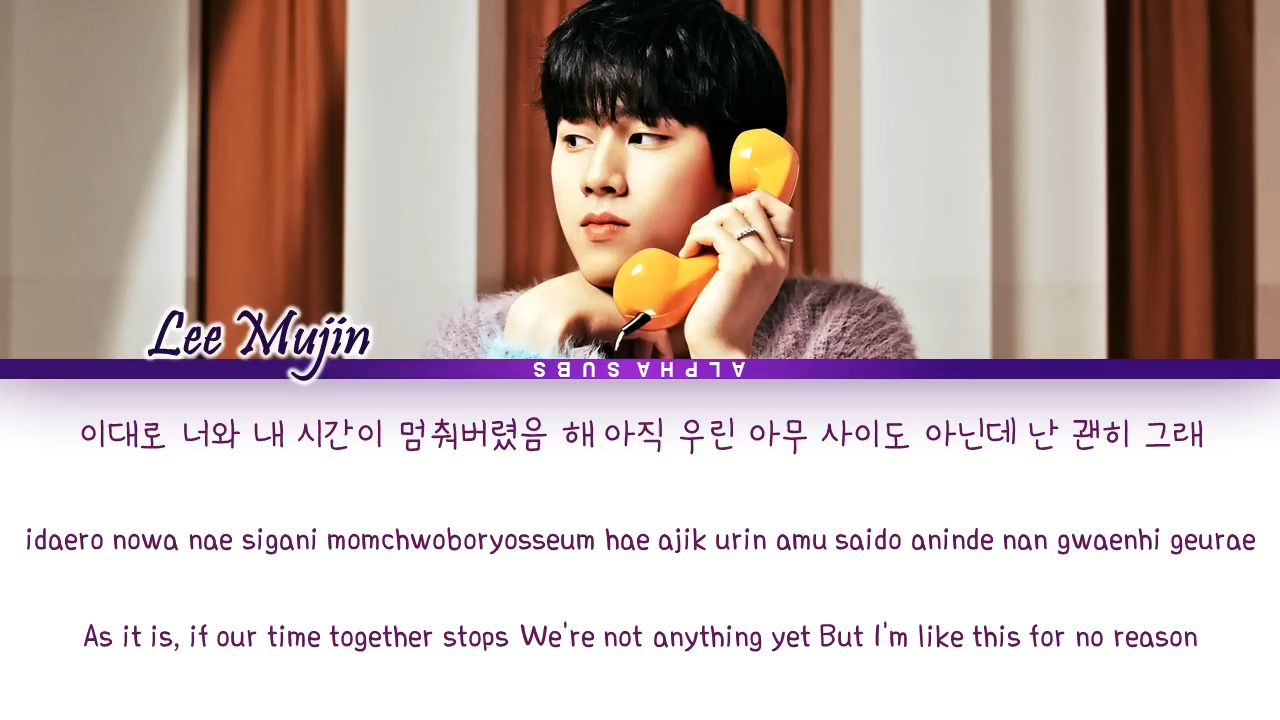 Lee Mujin
ALPHA SUBS
이대로 너와 내 시간이 멈춰버렸음 해 아직 우린 아무 사이도 아닌데 난 괜히 그래
idaero nowa nae sigani momchwoboryosseum hae ajik urin amu saido aninde nan gwaenhi geurae
As it is, if our time together stops We're not anything yet But I'm like this for no reason